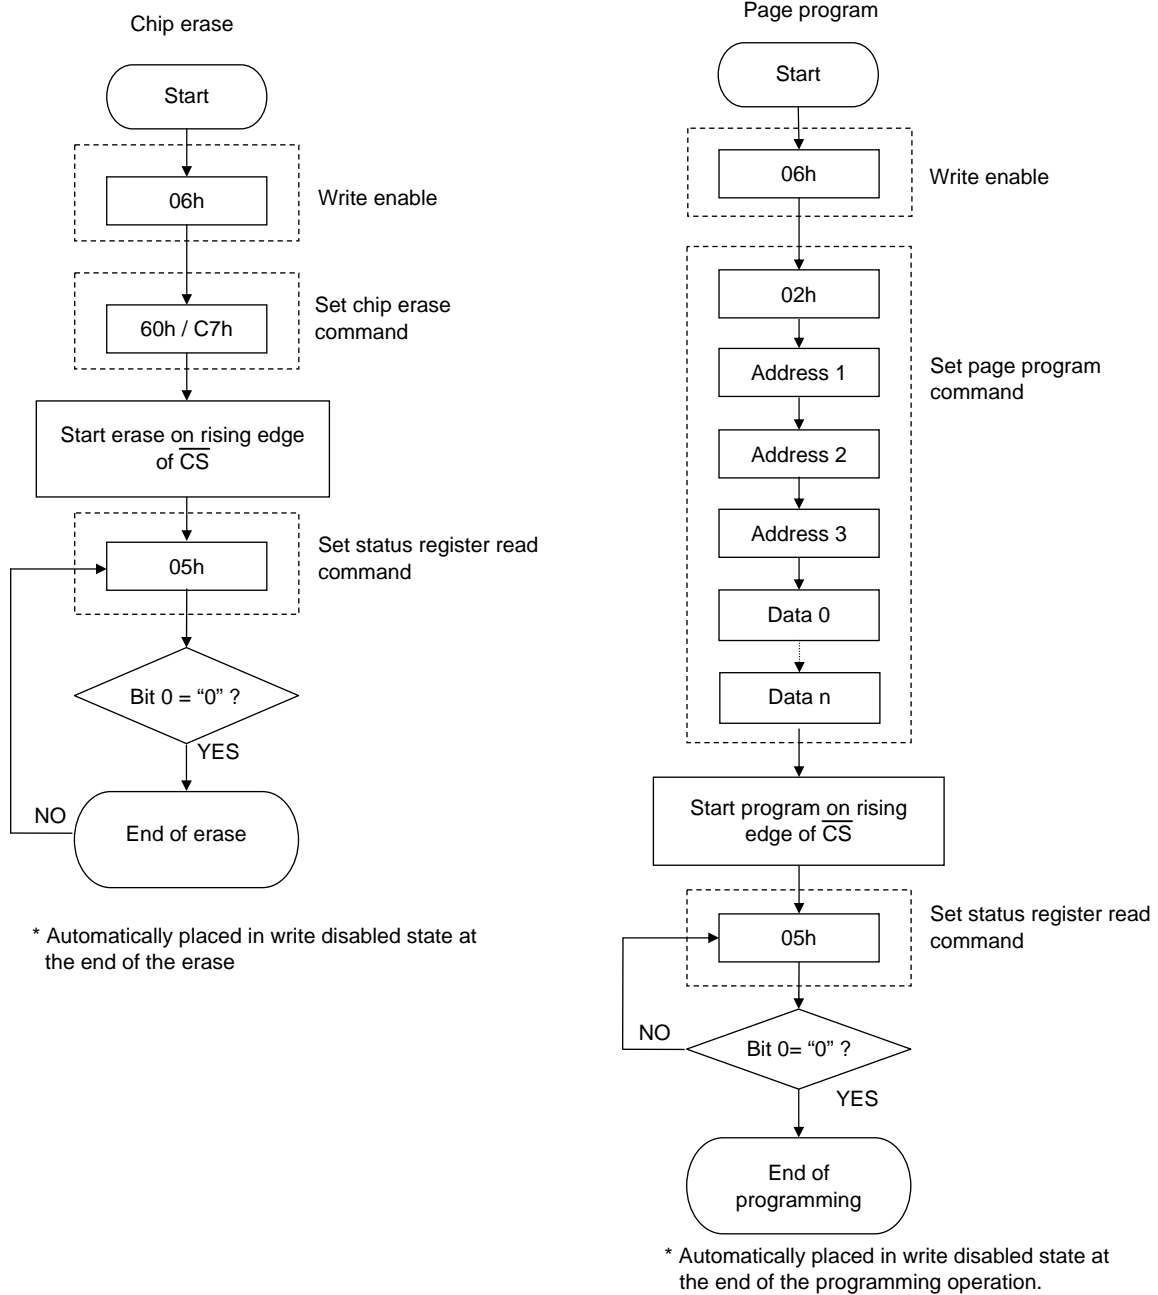 Chip erase
Start
06h
Write enable
60h / C7h
Set chip erase
command
Start erase on rising edge
of C̅S̅
05h
Set status register read
command
Bit 0 = “0” ?
YES
NO
End of erase
* Automatically placed in write disabled state at
the end of the erase
Page program
Start
06h
Write enable
02h
Address 1
Set page program
command
Address 2
Address 3
Data 0
Data n
Start program on rising
edge of C̅S̅
05h
Set status register read
command
NO
Bit 0= “0” ?
YES
End of
programming
* Automatically placed in write disabled state at
the end of the programming operation.